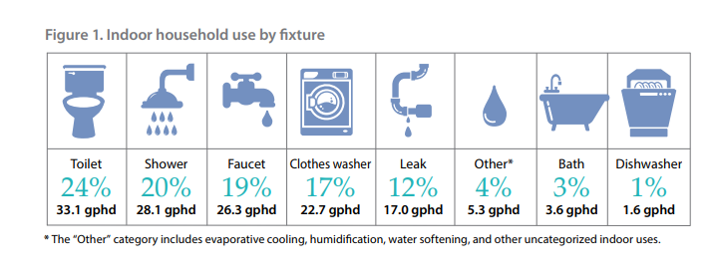 Figure 1. Indoor household use by fixture
Toilet Shower Faucet Clothes washer Leak Other* Bath Dishwasher
24% 20% 19% 17% 12% 4% 3% 1%
33.1 gphd 28.1 gphd 26.3 gphd 22.7 gphd 17.0 gphd 5.3 gphd 3.6 gphd 1.6 gphd
* The “Other” category includes evaporative cooling, humidification, water softening, and other uncategorized indoor uses.